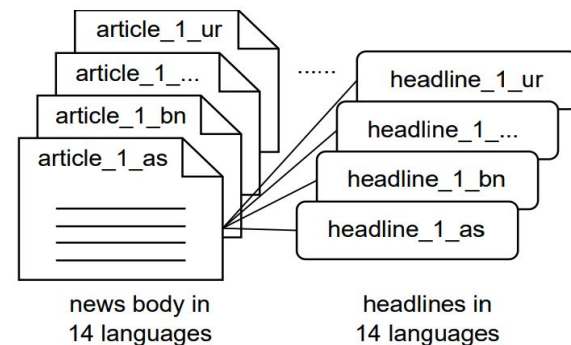 article_1_ur
article_1_...
article_1_bn
article_1_as
......
headline_1_ur
headline_1_...
headline_1_bn
headline_1_as
news body in
14 languages
headlines in
14 languages